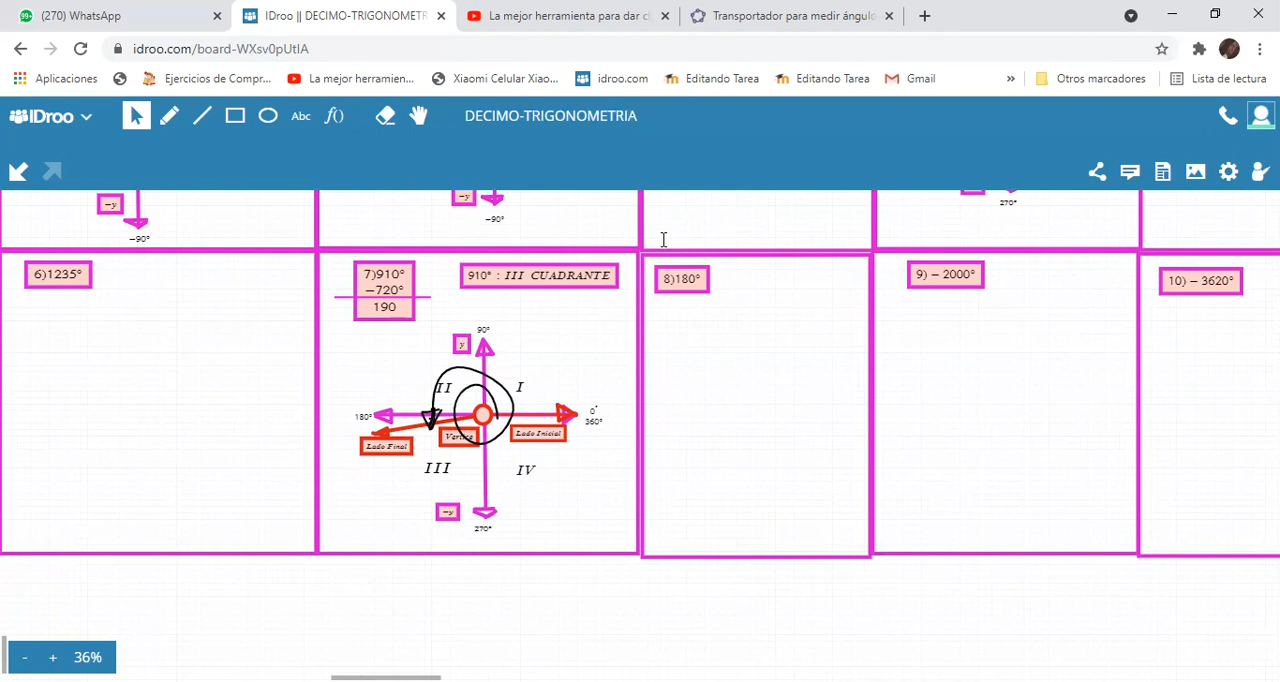 (270) WhatsApp
IDroo || DECIMO-TRIGONOMETR
La mejor herramienta para dar cl
Transportador para medir ángulo
idroo.com/board-WXsv0pUtIA
Aplicaciones
Ejercicios de Compr...
La mejor herramien...
Xiaomi Celular Xiao...
idroo.com
Editando Tarea
Editando Tarea
Gmail
»
Otros marcadores
Lista de lectura
IDroo
Abc
f()
DECIMO-TRIGONOMETRIA
−y
−90°
−y
−90°
270°
6)1235°
7)910°
−720°
190
910° : III CUADRANTE
8)180°
9) − 2000°
10) − 3620°
90°
y
II
I
180°
0°
360°
Lado Final
Vertice
Lado Inicial
III
IV
−y
270°
- + 36%